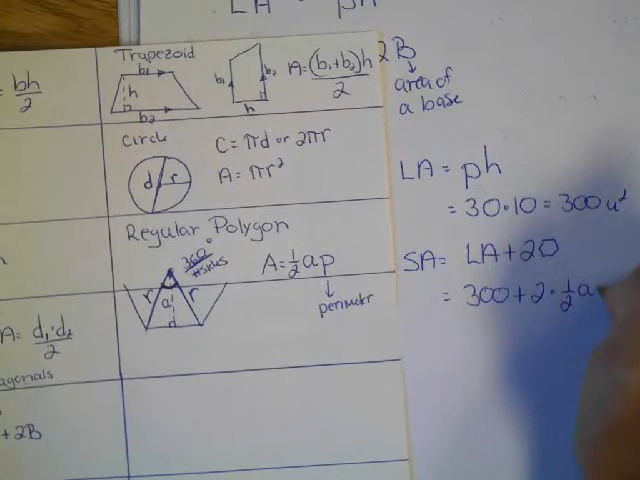 LA = ph
= bh/2
Trapezoid
b₁
h
b₂
b₁
b₂
h
A = (b₁+b₂)h/2
2B
area of
a base
Circle
d
r
C = πd or 2πr
A = πr²
LA = ph
= 30·10 = 300 u²
Regular Polygon
360°
#sides
r
a
r
A = ½ap
perimeter
SA = LA + 2B
= 300 + 2·½a
A = d₁·d₂/2
agonals
+ 2B